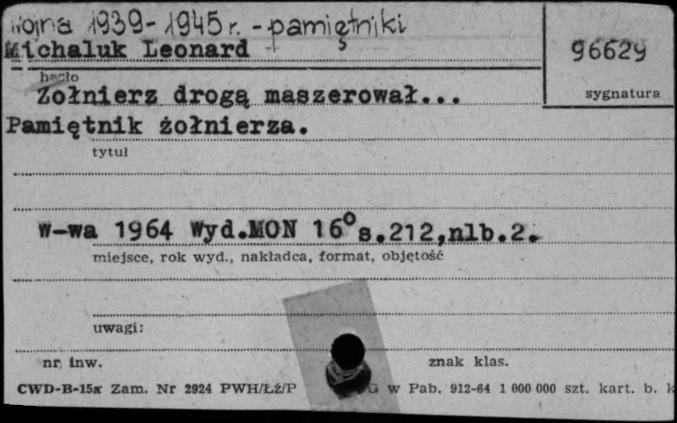 Wojna 1939-1945 r. - pamiętniki
Michaluk Leonard
96629
hasło
sygnatura
Żołnierz drogą maszerował...
Pamiętnik żołnierza.
tytuł
W-wa 1964 Wyd.MON 16° s.212,nlb.2.
miejsce, rok wyd., nakładca, format, objętość
uwagi:
nr. inw.
znak klas.
CWD-B-15x Zam. Nr 2924 PWH/Łź/P G w Pab. 912-64 1 000 000 szt. kart. b. k